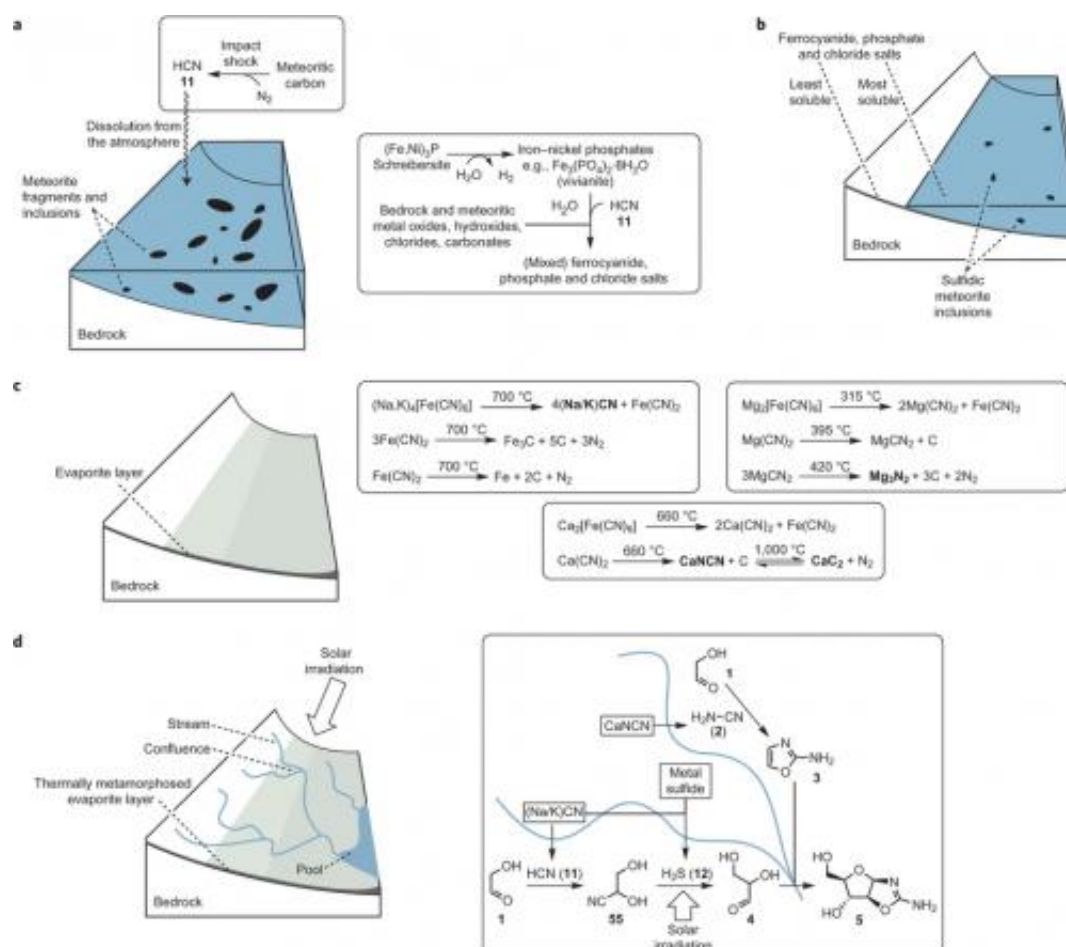 a
Impact
shock
HCN
11
Meteoritic
carbon
N₂
Dissolution from
the atmosphere
Meteorite
fragments and
inclusions
Bedrock
(Fe,Ni)₃P
Schreibersite
H₂O
H₂
Iron–nickel phosphates
e.g., Fe₃(PO₄)₂·8H₂O
(vivianite)
Bedrock and meteoritic
metal oxides, hydroxides,
chlorides, carbonates
H₂O
HCN
11
(Mixed) ferrocyanide,
phosphate and chloride salts
b
Ferrocyanide, phosphate
and chloride salts
Least
soluble
Most
soluble
Bedrock
Sulfidic
meteorite
inclusions
c
Evaporite layer
Bedrock
(Na,K)₄[Fe(CN)₆] 700 °C 4(Na/K)CN + Fe(CN)₂
3Fe(CN)₂ 700 °C Fe₃C + 5C + 3N₂
Fe(CN)₂ 700 °C Fe + 2C + N₂
Mg₂[Fe(CN)₆] 315 °C 2Mg(CN)₂ + Fe(CN)₂
Mg(CN)₂ 395 °C MgCN₂ + C
3MgCN₂ 420 °C Mg₃N₂ + 3C + 2N₂
Ca₂[Fe(CN)₆] 660 °C 2Ca(CN)₂ + Fe(CN)₂
Ca(CN)₂ 660 °C CaNCN + C 1,000 °C CaC₂ + N₂
d
Solar
irradiation
Stream
Confluence
Thermally metamorphosed
evaporite layer
Pool
Bedrock
OH
O
1
CaNCN
H₂N–CN
(2)
N
O
NH₂
3
Metal
sulfide
(Na/K)CN
OH
O
1
HCN (11)
OH
NC
OH
55
H₂S (12)
Solar
irradiation
HO
OH
O
4
HO
O
N
NH₂
HO
O
5